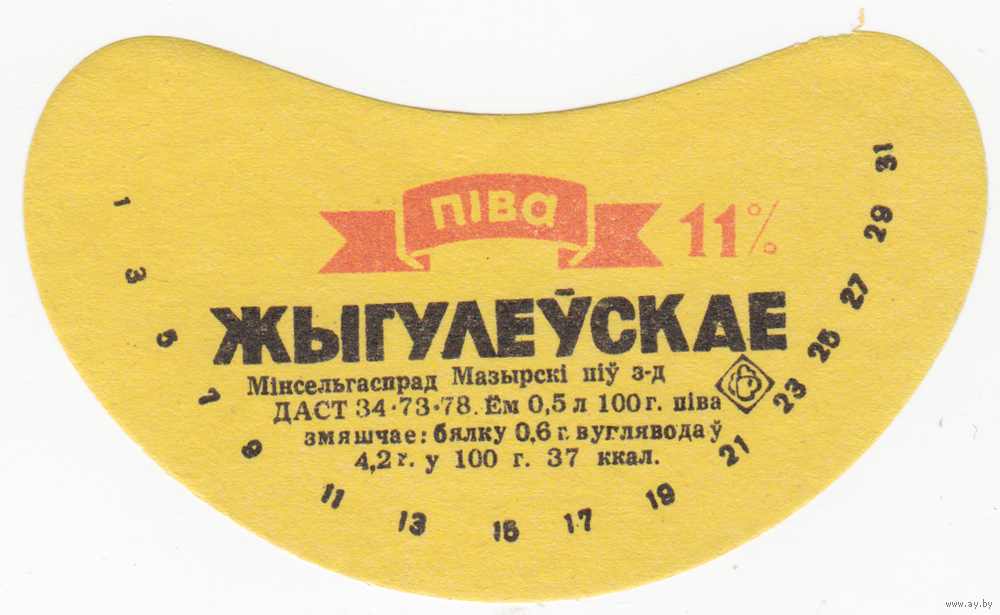 піва 11%
ЖЫГУЛЕЎСКАЕ
Мінсельгаспрад Мазырскі піў з-д
ДАСТ 34·73·78. Ём 0,5 л 100 г. піва
змяшчае: бялку 0,6 г. вуглявода ў
4,2 г. у 100 г. 37 ккал.
1
3
5
7
9
11
13
15
17
19
21
23
25
27
29
31
www.ay.by